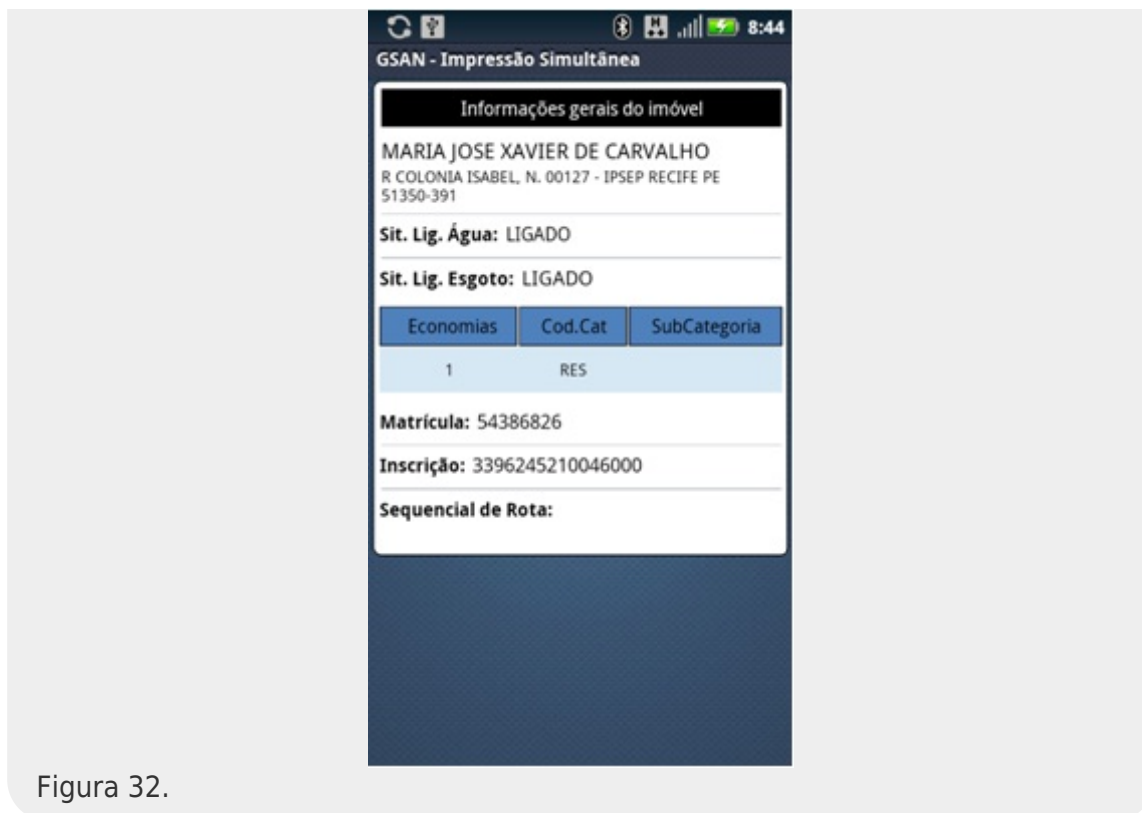 8:44
GSAN - Impressão Simultânea
Informações gerais do imóvel
MARIA JOSE XAVIER DE CARVALHO
R COLONIA ISABEL, N. 00127 - IPSEP RECIFE PE
51350-391
Sit. Lig. Água: LIGADO
Sit. Lig. Esgoto: LIGADO
Economias Cod.Cat SubCategoria
1 RES
Matrícula: 54386826
Inscrição: 3396245210046000
Sequencial de Rota:
Figura 32.